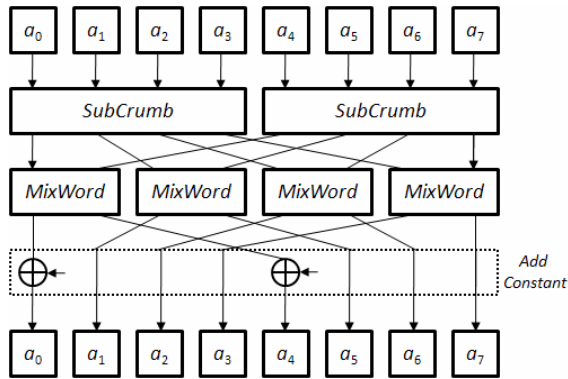 a0 a1 a2 a3 a4 a5 a6 a7
SubCrumb SubCrumb
MixWord MixWord MixWord MixWord
Add
Constant
a0 a1 a2 a3 a4 a5 a6 a7